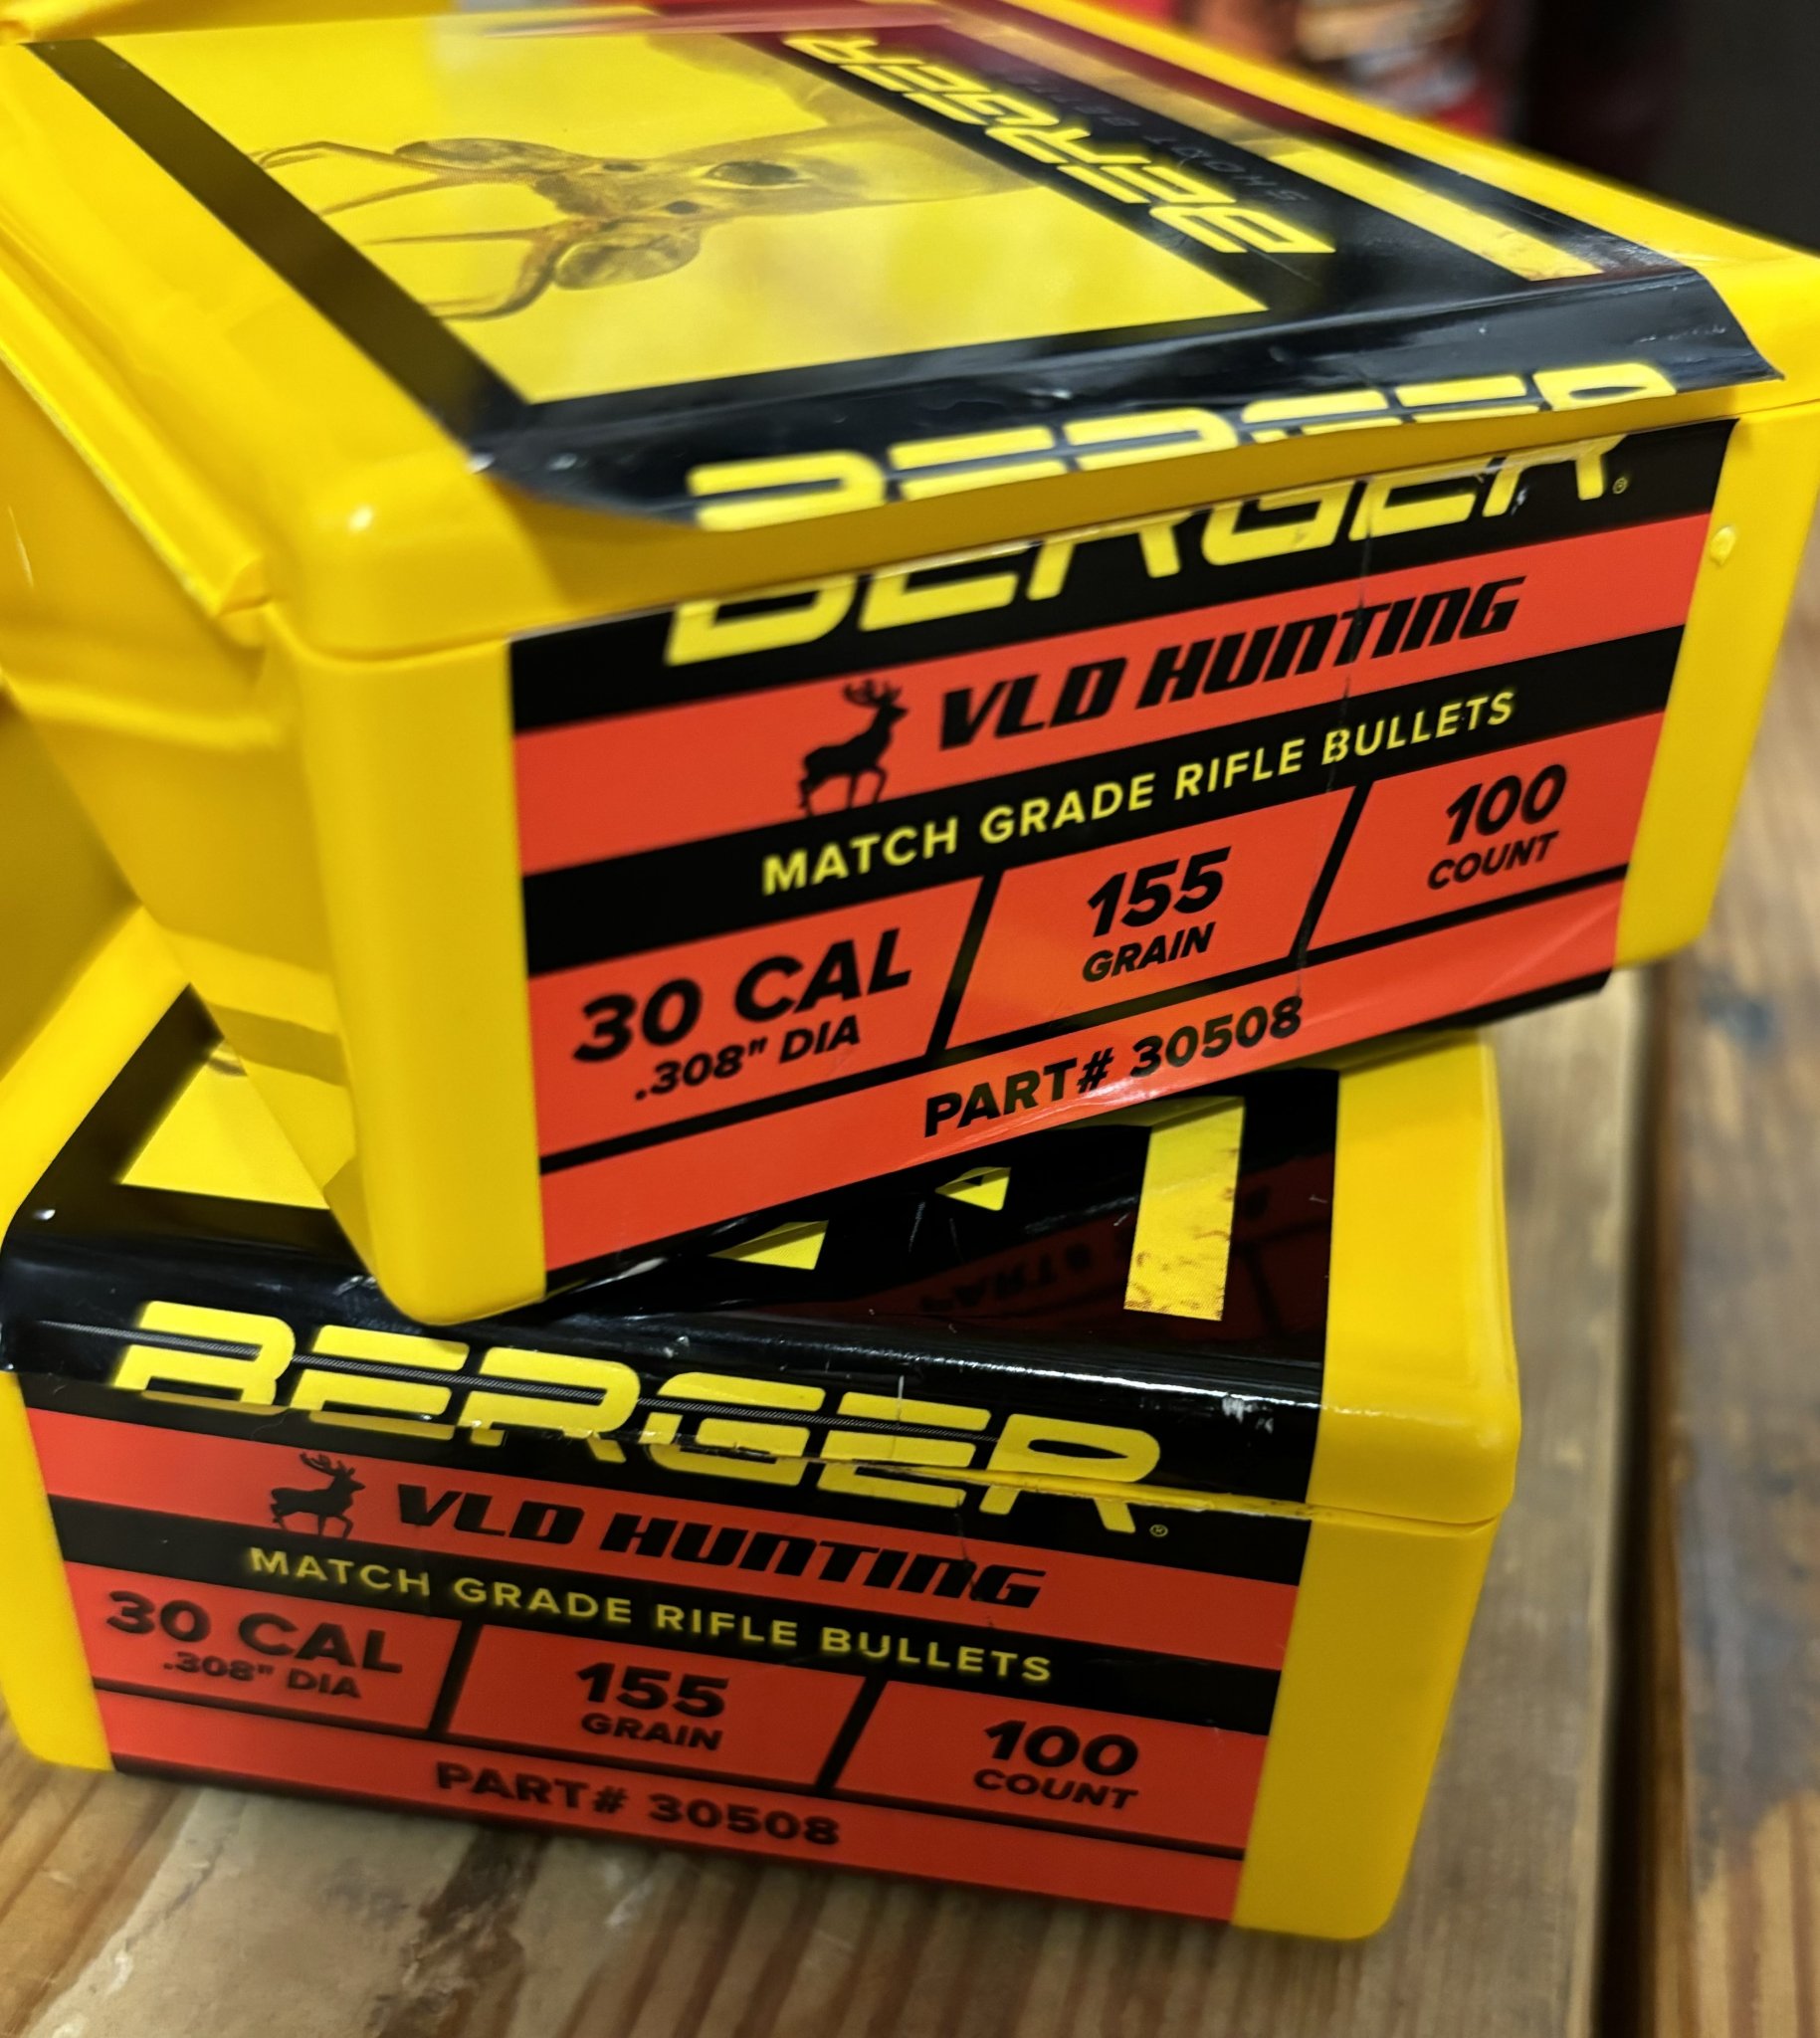 BERGER
BERGER®
VLD HUNTING
MATCH GRADE RIFLE BULLETS
30 CAL
.308" DIA
155
GRAIN
100
COUNT
PART# 30508
BERGER®
VLD HUNTING
MATCH GRADE RIFLE BULLETS
30 CAL
.308" DIA
155
GRAIN
100
COUNT
PART# 30508